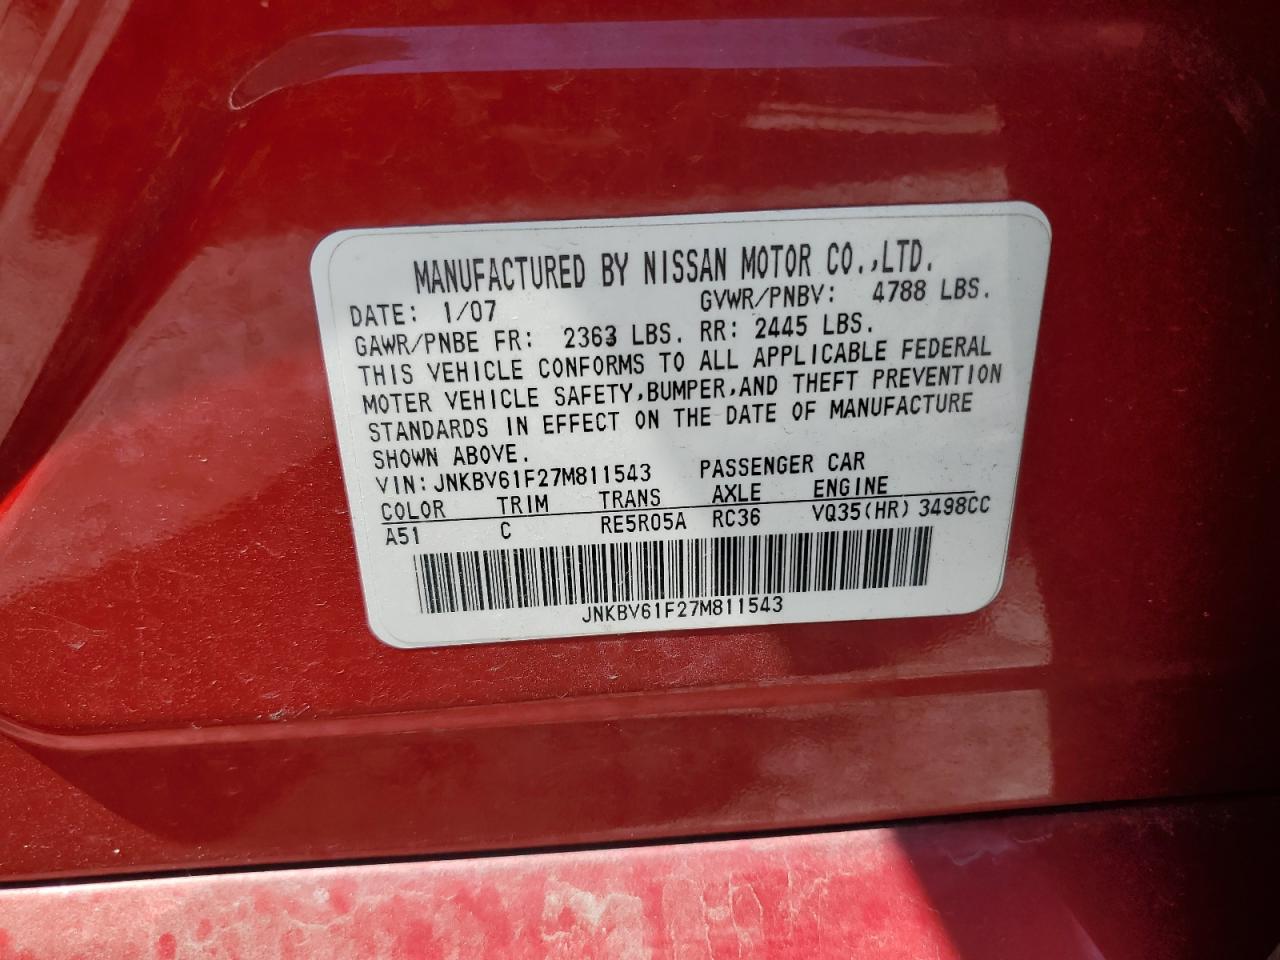 MANUFACTURED BY NISSAN MOTOR CO.,LTD.
DATE: 1/07 GVWR/PNBV: 4788 LBS.
GAWR/PNBE FR: 2363 LBS. RR: 2445 LBS.
THIS VEHICLE CONFORMS TO ALL APPLICABLE FEDERAL
MOTER VEHICLE SAFETY,BUMPER,AND THEFT PREVENTION
STANDARDS IN EFFECT ON THE DATE OF MANUFACTURE
SHOWN ABOVE.
VIN:JNKBV61F27M811543 PASSENGER CAR
COLOR TRIM TRANS AXLE ENGINE
A51 C RE5R05A RC36 VQ35(HR) 3498CC
JNKBV61F27M811543